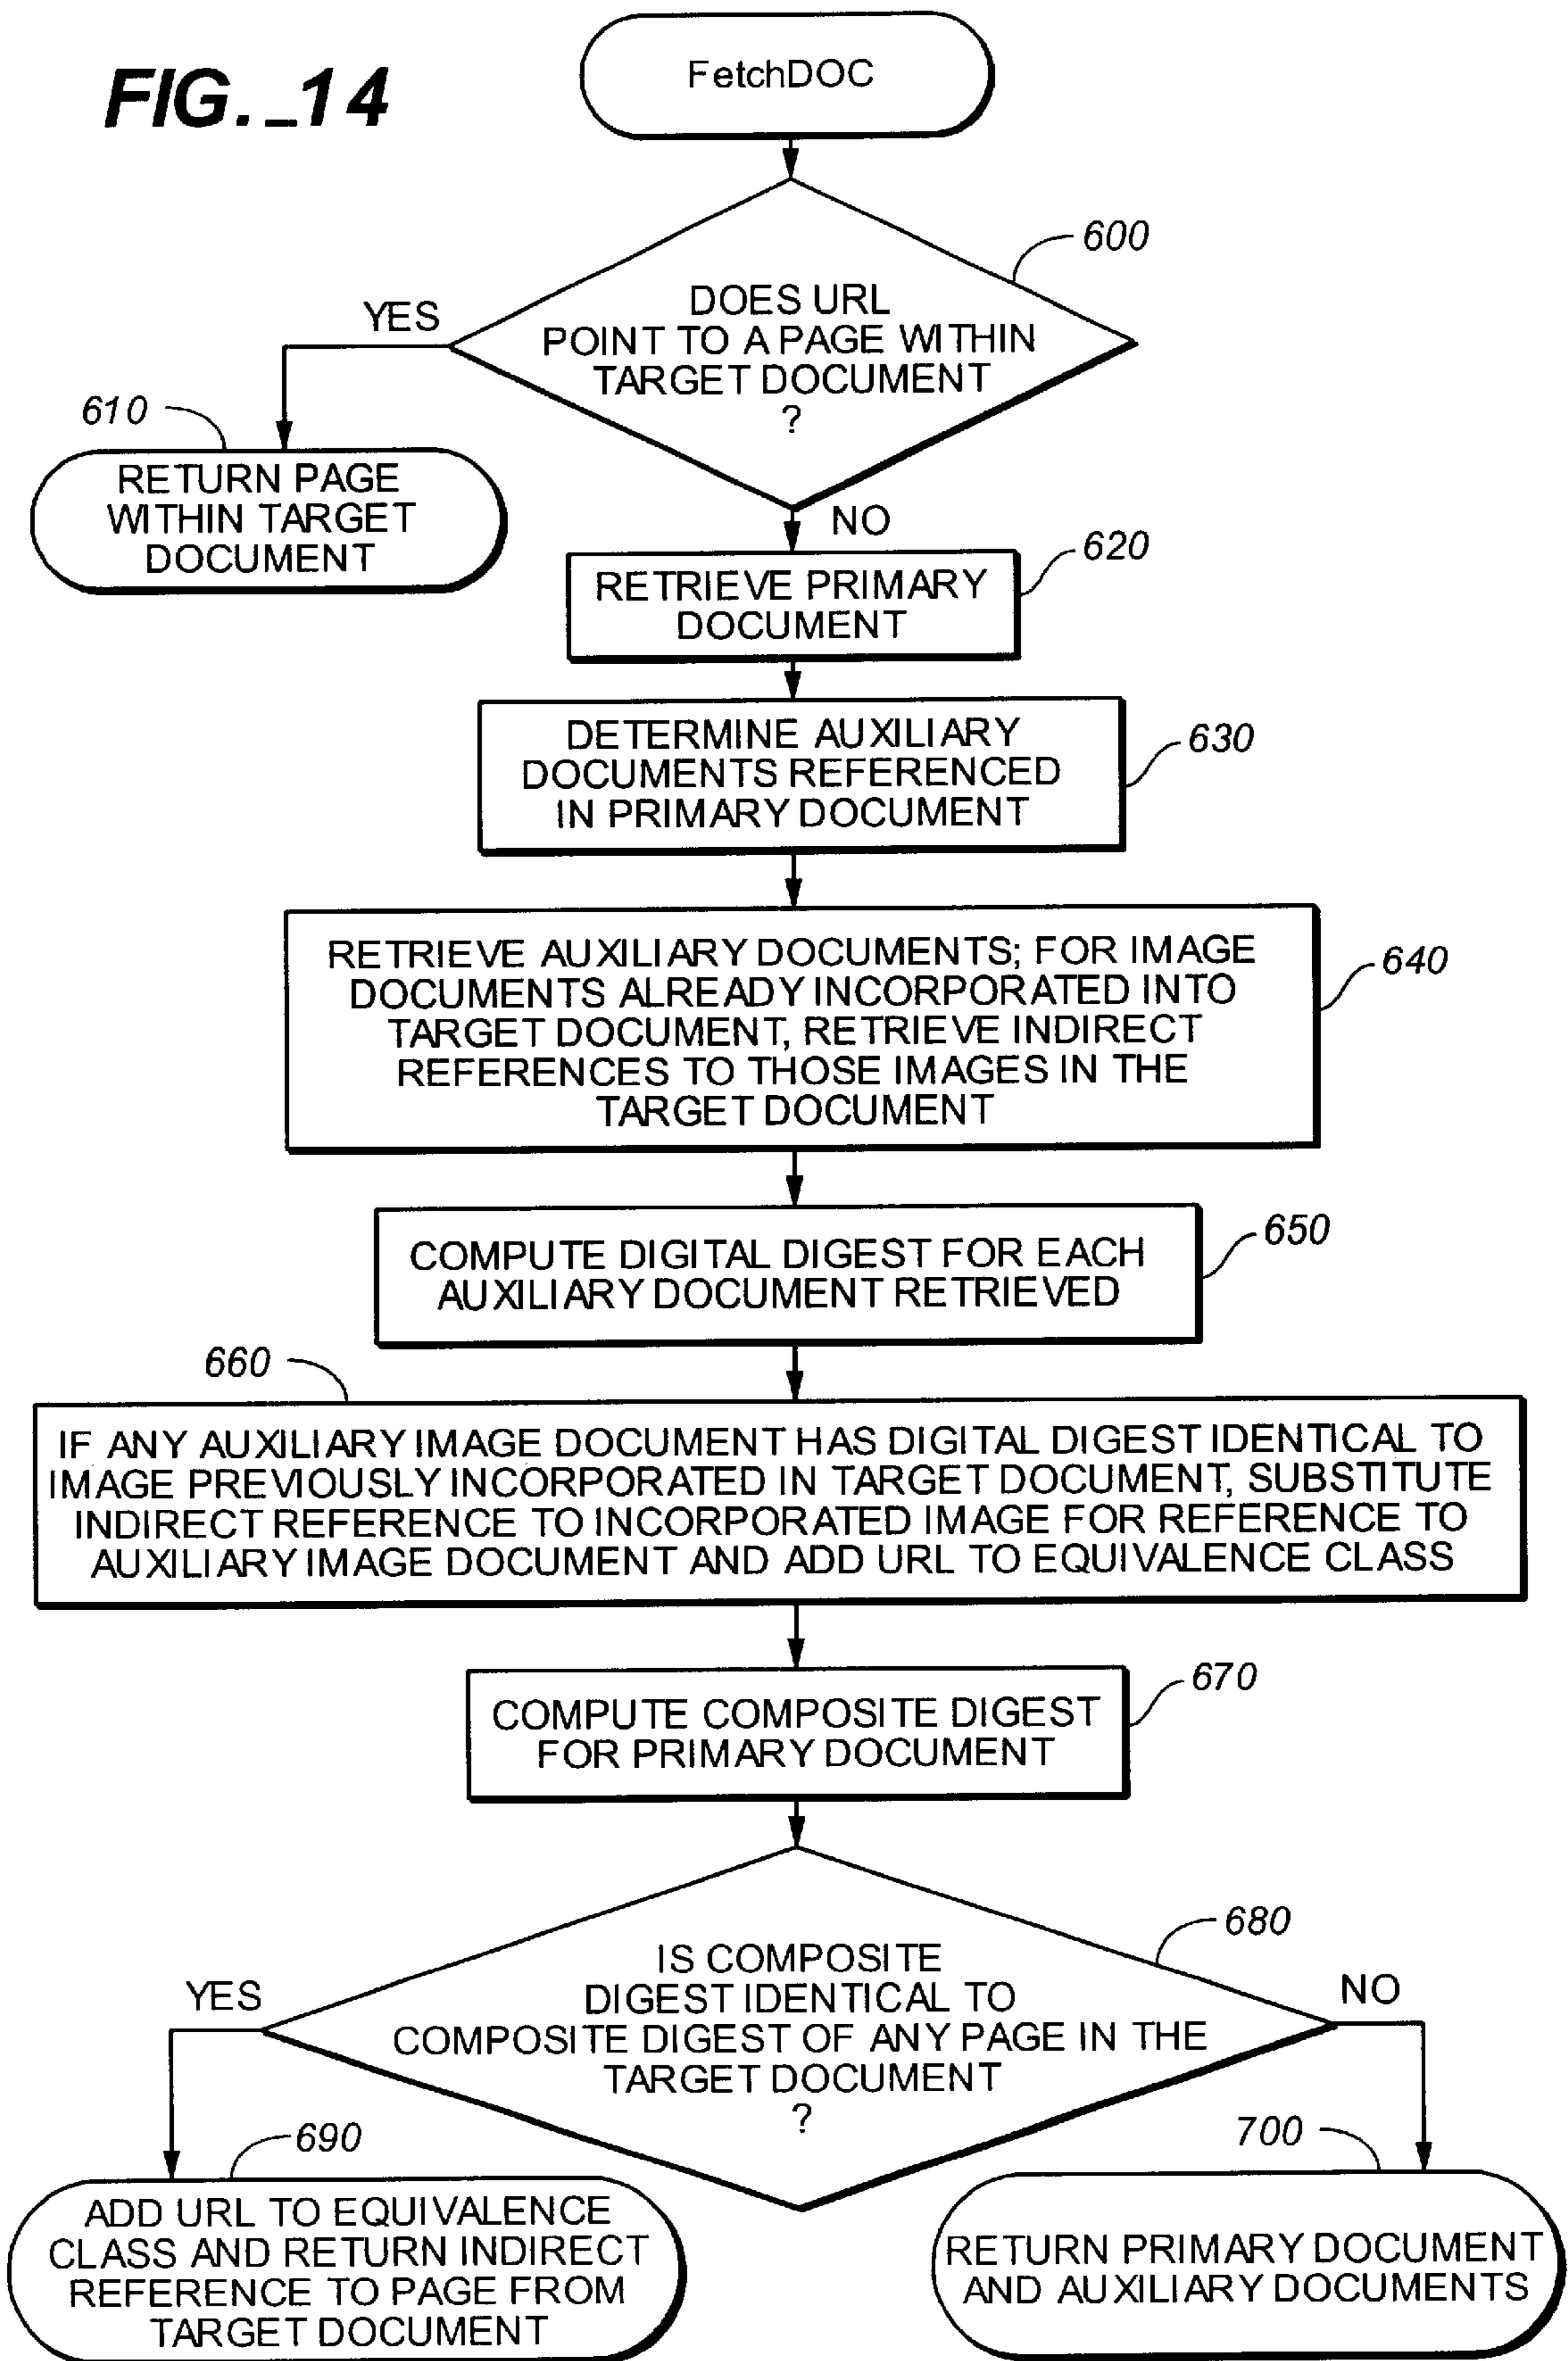 FIG._14
FetchDOC
600
DOES URL
POINT TO A PAGE WITHIN
TARGET DOCUMENT
?
YES
610
RETURN PAGE
WITHIN TARGET
DOCUMENT
NO
620
RETRIEVE PRIMARY
DOCUMENT
630
DETERMINE AUXILIARY
DOCUMENTS REFERENCED
IN PRIMARY DOCUMENT
640
RETRIEVE AUXILIARY DOCUMENTS; FOR IMAGE
DOCUMENTS ALREADY INCORPORATED INTO
TARGET DOCUMENT, RETRIEVE INDIRECT
REFERENCES TO THOSE IMAGES IN THE
TARGET DOCUMENT
650
COMPUTE DIGITAL DIGEST FOR EACH
AUXILIARY DOCUMENT RETRIEVED
660
IF ANY AUXILIARY IMAGE DOCUMENT HAS DIGITAL DIGEST IDENTICAL TO
IMAGE PREVIOUSLY INCORPORATED IN TARGET DOCUMENT, SUBSTITUTE
INDIRECT REFERENCE TO INCORPORATED IMAGE FOR REFERENCE TO
AUXILIARY IMAGE DOCUMENT AND ADD URL TO EQUIVALENCE CLASS
670
COMPUTE COMPOSITE DIGEST
FOR PRIMARY DOCUMENT
680
IS COMPOSITE
DIGEST IDENTICAL TO
COMPOSITE DIGEST OF ANY PAGE IN THE
TARGET DOCUMENT
?
YES
NO
690
ADD URL TO EQUIVALENCE
CLASS AND RETURN INDIRECT
REFERENCE TO PAGE FROM
TARGET DOCUMENT
700
RETURN PRIMARY DOCUMENT
AND AUXILIARY DOCUMENTS